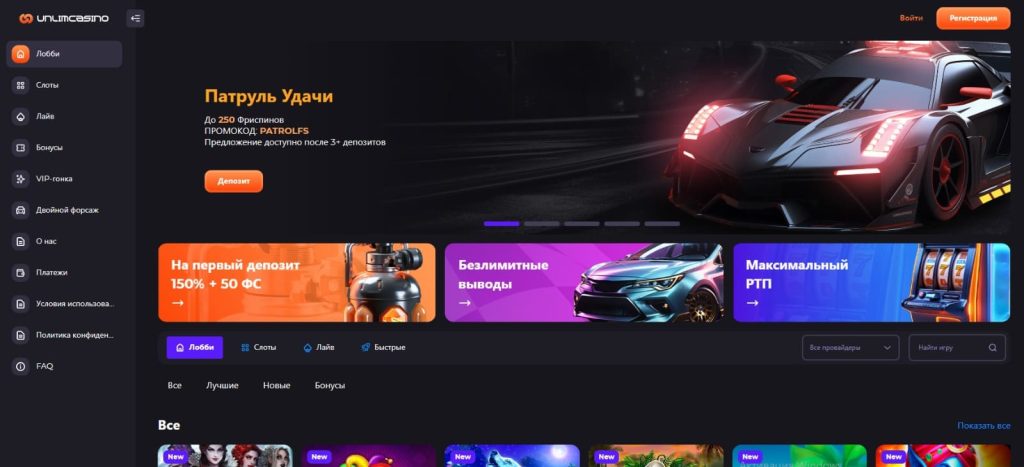 UNLIMCASINO
Войти
Регистрация
Лобби
Слоты
Лайв
Бонусы
VIP-гонка
Двойной форсаж
О нас
Платежи
Условия использова...
Политика конфиден...
FAQ
Патруль Удачи
До 250 Фриспинов
ПРОМОКОД: PATROLFS
Предложение доступно после 3+ депозитов
Депозит
На первый депозит
150% + 50 ФС
Безлимитные
выводы
Максимальный
РТП
Лобби
Слоты
Лайв
Быстрые
Все провайдеры
Найти игру
Все
Лучшие
Новые
Бонусы
Все
Показать все
New
New
New
New
New
New